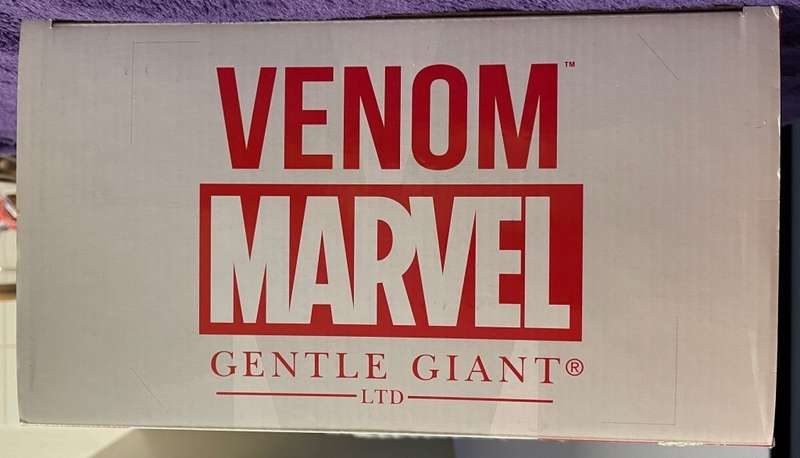 VENOM™
MARVEL
GENTLE GIANT®
LTD